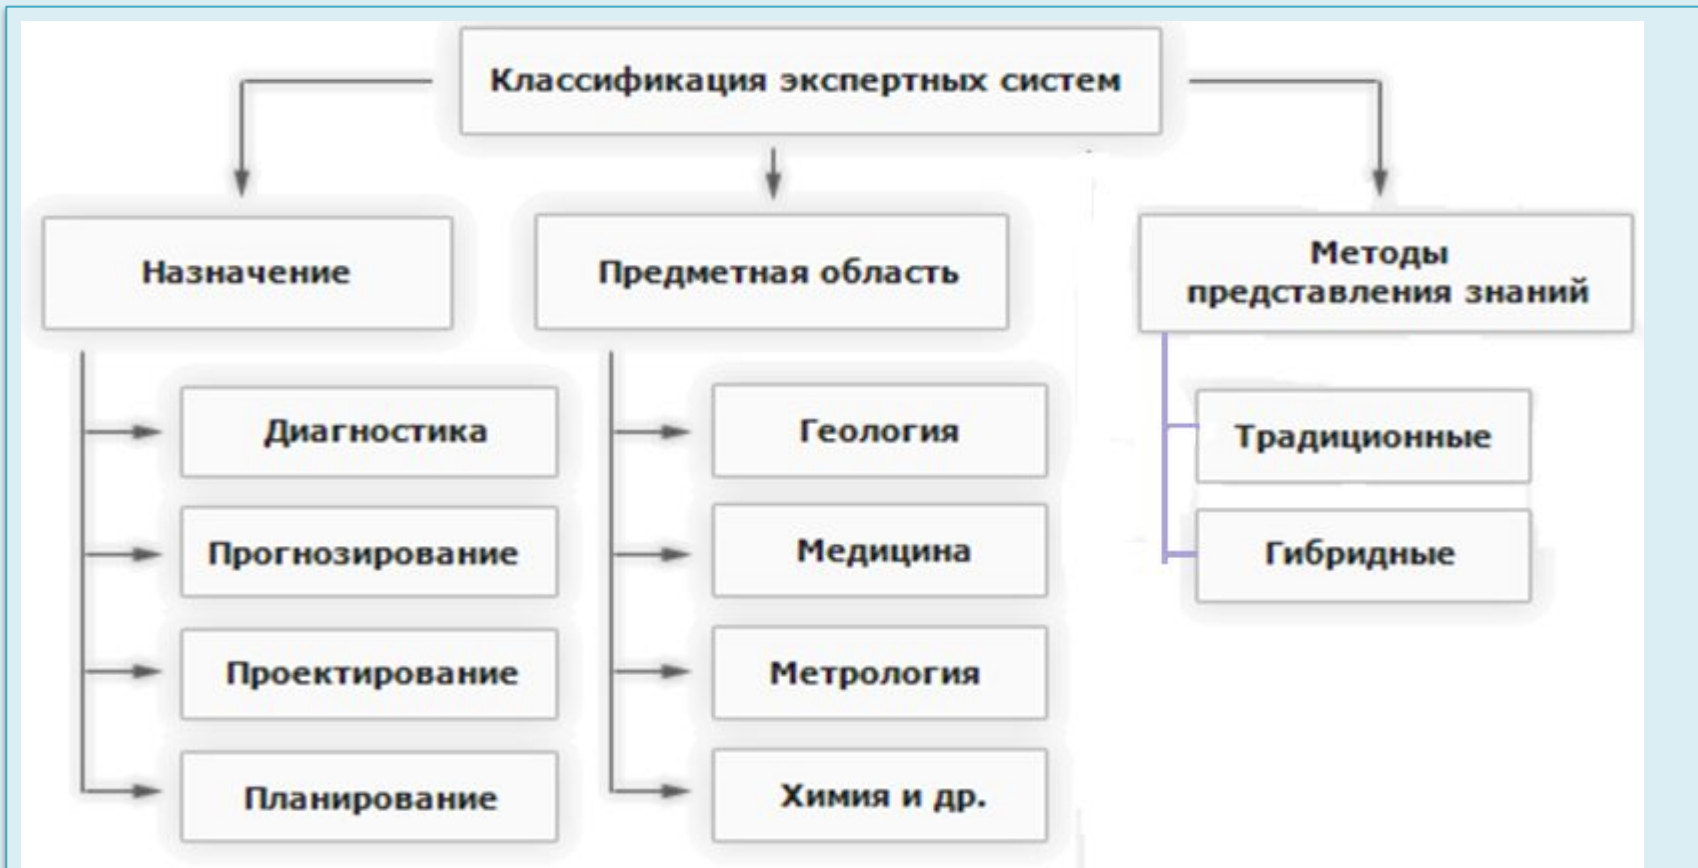 Классификация экспертных систем
Назначение
Диагностика
Прогнозирование
Проектирование
Планирование
Предметная область
Геология
Медицина
Метрология
Химия и др.
Методы
представления знаний
Традиционные
Гибридные